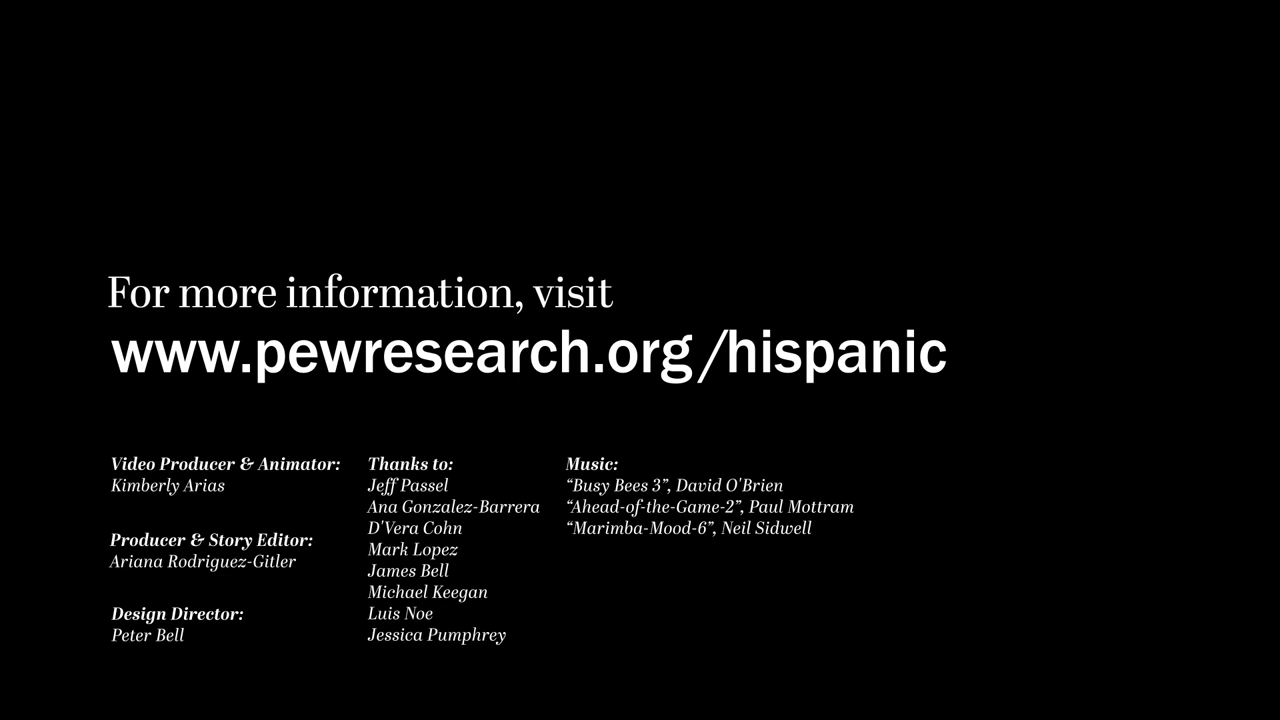 For more information, visit
www.pewresearch.org/hispanic
Video Producer & Animator:
Kimberly Arias
Producer & Story Editor:
Ariana Rodriguez-Gitler
Design Director:
Peter Bell
Thanks to:
Jeff Passel
Ana Gonzalez-Barrera
D'Vera Cohn
Mark Lopez
James Bell
Michael Keegan
Luis Noe
Jessica Pumphrey
Music:
“Busy Bees 3”, David O'Brien
“Ahead-of-the-Game-2”, Paul Mottram
“Marimba-Mood-6”, Neil Sidwell